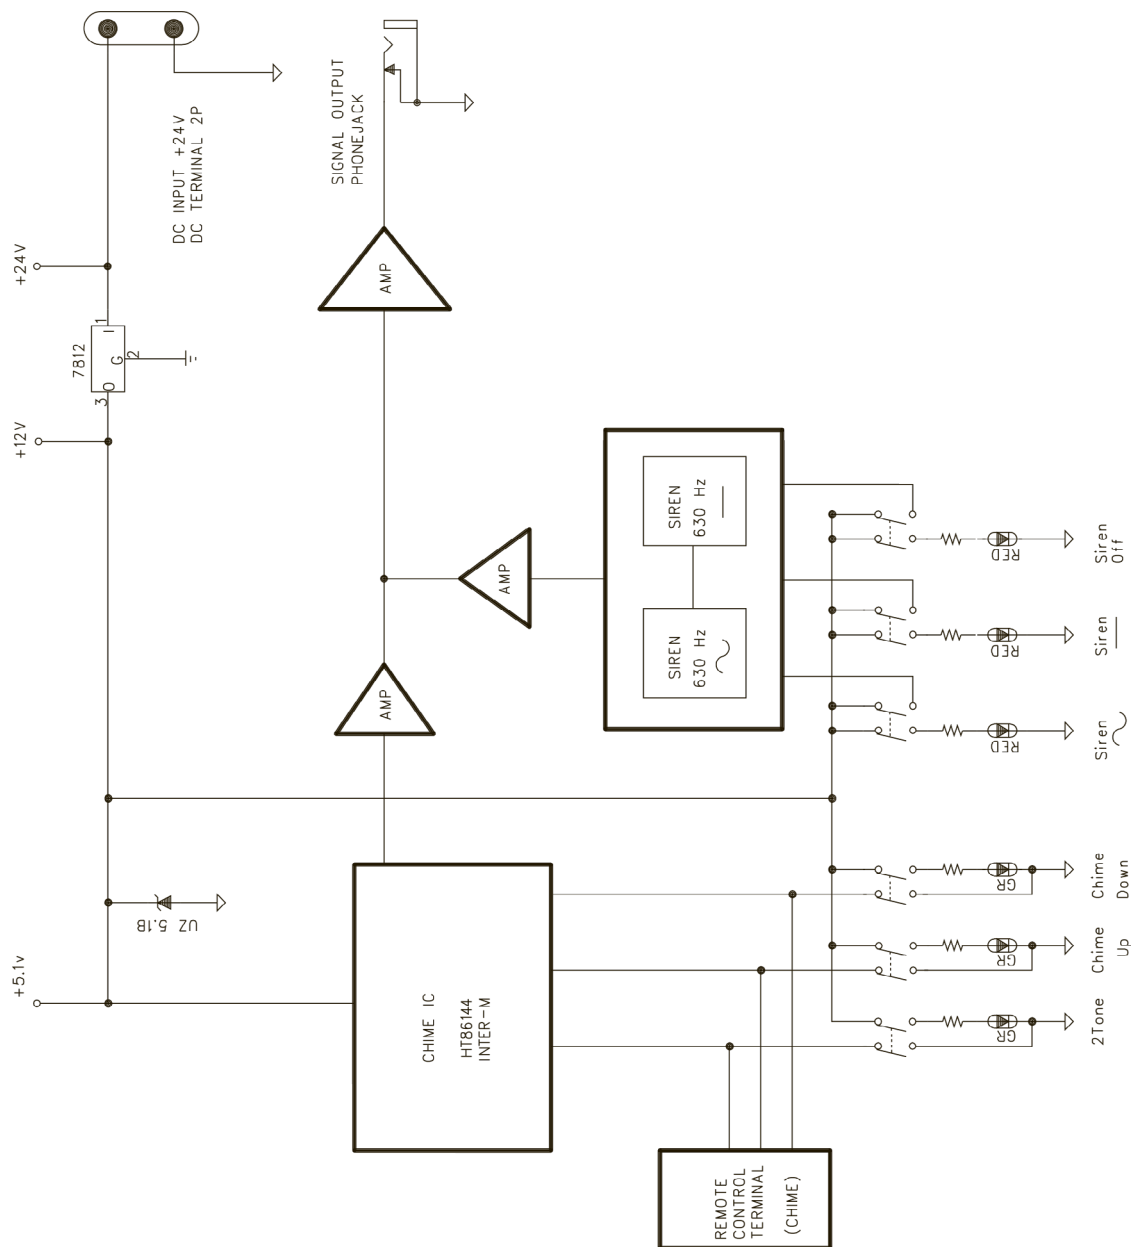 DC INPUT +24V
DC TERMINAL 2P
SIGNAL OUTPUT
PHONEJACK
+24V
7812
1
I
G
2
O
3
+12V
AMP
AMP
AMP
SIREN
630 Hz
SIREN
630 Hz
UZ 5.1B
+5.1v
CHIME IC
HT86144
INTER-M
REMOTE
CONTROL
TERMINAL
(CHIME)
RED
RED
RED
GR
GR
GR
Siren
Off
Siren
Siren
Chime
Down
Chime
Up
2Tone